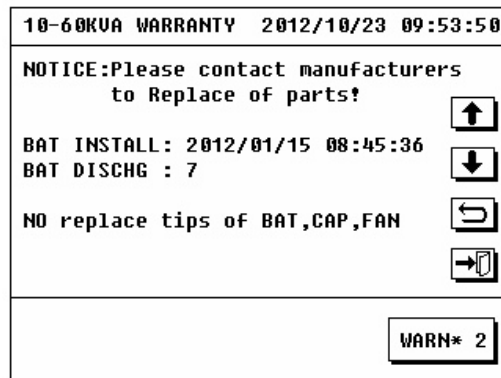 10-60KVA WARRANTY 2012/10/23 09:53:50
NOTICE:Please contact manufacturers
to Replace of parts!
BAT INSTALL: 2012/01/15 08:45:36
BAT DISCHG : 7
NO replace tips of BAT,CAP,FAN
WARN* 2